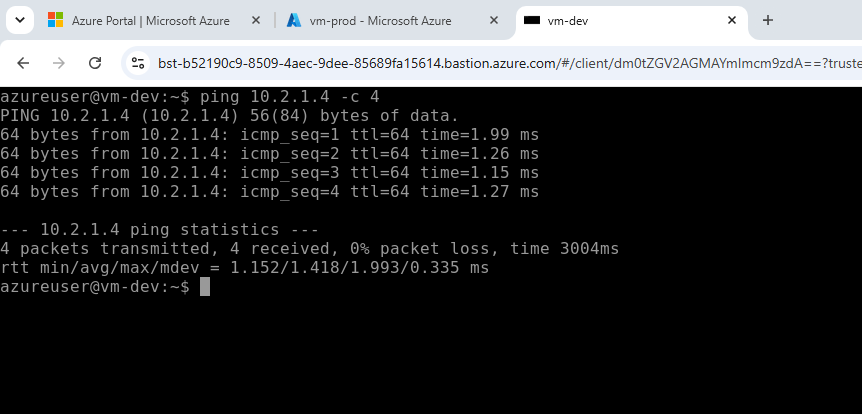 Azure Portal | Microsoft Azure
vm-prod - Microsoft Azure
vm-dev
bst-b52190c9-8509-4aec-9dee-85689fa15614.bastion.azure.com/#/client/dm0tZGV2AGMAYmlmcm9zdA==?truste
azureuser@vm-dev:~$ ping 10.2.1.4 -c 4
PING 10.2.1.4 (10.2.1.4) 56(84) bytes of data.
64 bytes from 10.2.1.4: icmp_seq=1 ttl=64 time=1.99 ms
64 bytes from 10.2.1.4: icmp_seq=2 ttl=64 time=1.26 ms
64 bytes from 10.2.1.4: icmp_seq=3 ttl=64 time=1.15 ms
64 bytes from 10.2.1.4: icmp_seq=4 ttl=64 time=1.27 ms
--- 10.2.1.4 ping statistics ---
4 packets transmitted, 4 received, 0% packet loss, time 3004ms
rtt min/avg/max/mdev = 1.152/1.418/1.993/0.335 ms
azureuser@vm-dev:~$